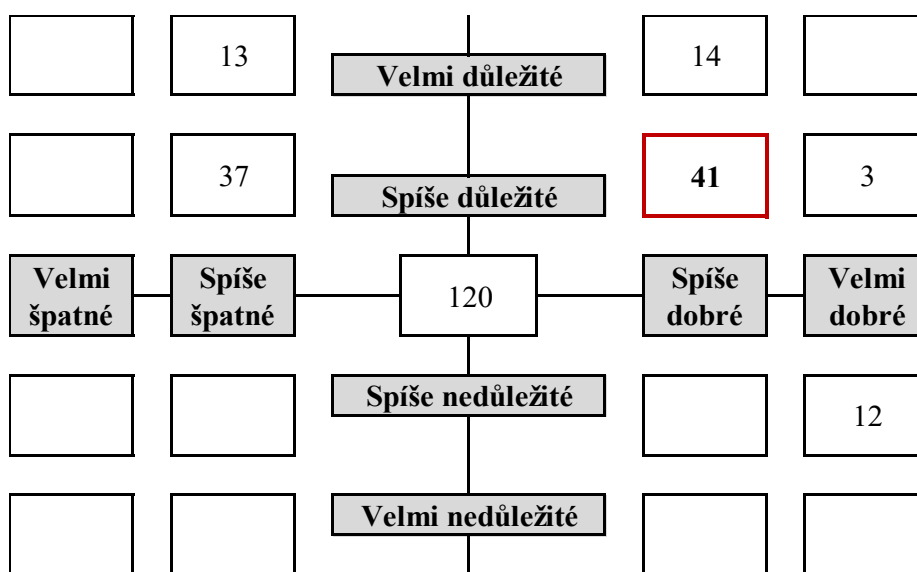 13
Velmi důležité
14
37
Spíše důležité
41
3
Velmi
špatné
Spíše
špatné
120
Spíše
dobré
Velmi
dobré
Spíše nedůležité
12
Velmi nedůležité